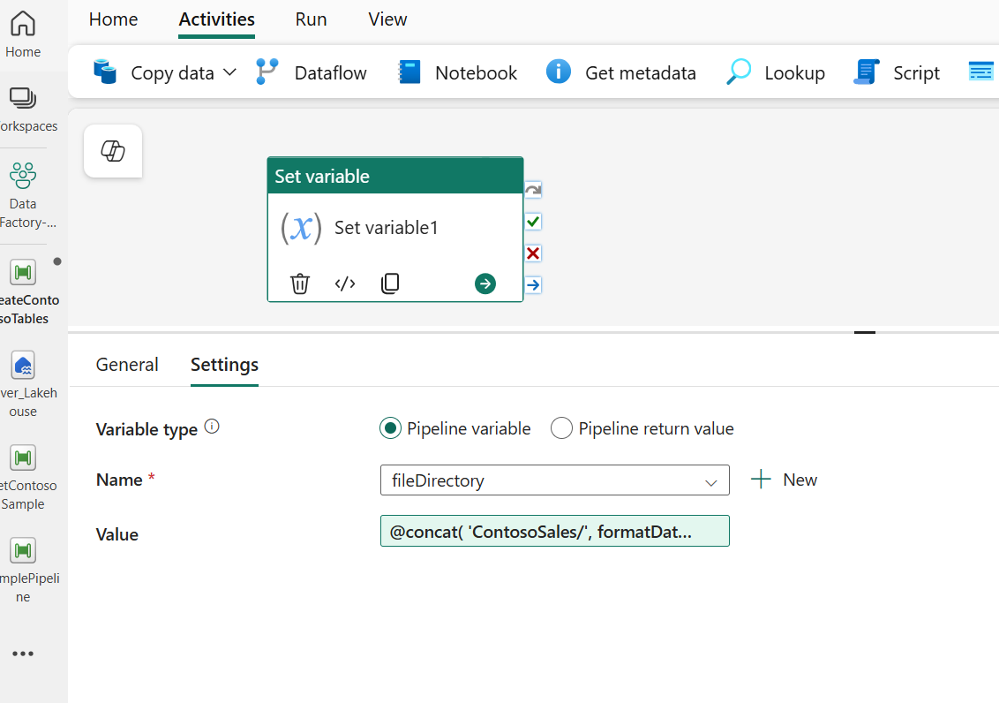 Home Activities Run View
Home
Copy data Dataflow Notebook Get metadata Lookup Script
orkspaces
Data
Factory-...
eateConto
soTables
ver_Lakeh
ouse
etContoso
Sample
mplePipeli
ne
Set variable
(x) Set variable1
</>
General Settings
Variable type Pipeline variable Pipeline return value
Name * fileDirectory New
Value @concat( 'ContosoSales/', formatDat...